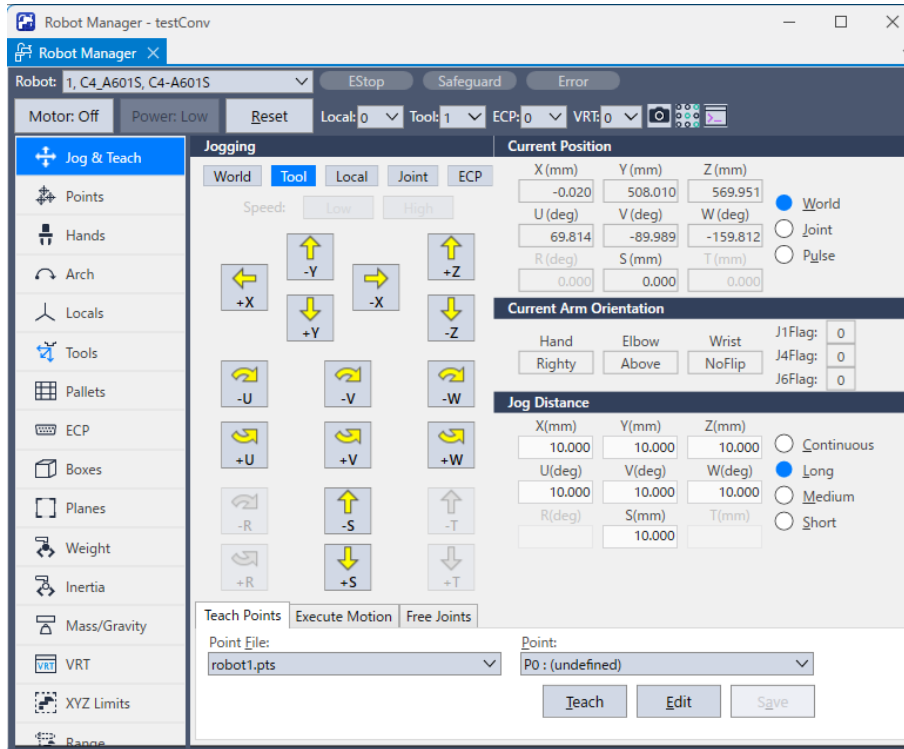 Robot Manager - testConv
Robot Manager
Robot: 1, C4_A601S, C4-A601S EStop Safeguard Error
Motor: Off Power: Low Reset Local: 0 Tool: 1 ECP: 0 VRT: 0
Jog & Teach
Points
Hands
Arch
Locals
Tools
Pallets
ECP
Boxes
Planes
Weight
Inertia
Mass/Gravity
VRT
VRT
XYZ Limits
Range
Jogging
World Tool Local Joint ECP
Speed: Low High
-Y +Z
+X -X
+Y -Z
-U -V -W
+U +V +W
-R -S -T
+R +S +T
Current Position
X (mm) Y (mm) Z (mm)
-0.020 508.010 569.951
U (deg) V (deg) W (deg)
69.814 -89.989 -159.812
R (deg) S (mm) T (mm)
0.000 0.000 0.000
World
Joint
Pulse
Current Arm Orientation
Hand Elbow Wrist
Righty Above NoFlip
J1Flag: 0
J4Flag: 0
J6Flag: 0
Jog Distance
X(mm) Y(mm) Z(mm)
10.000 10.000 10.000
U(deg) V(deg) W(deg)
10.000 10.000 10.000
R(deg) S(mm) T(mm)
10.000
Continuous
Long
Medium
Short
Teach Points Execute Motion Free Joints
Point File: Point:
robot1.pts P0 : (undefined)
Teach Edit Save